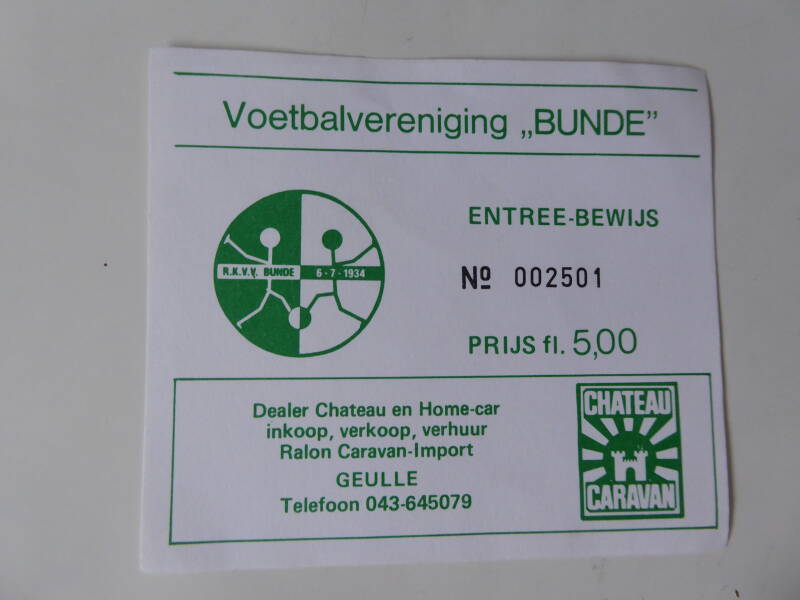 Voetbalvereniging „BUNDE”
R.K.V.V. BUNDE 6-7-1934
ENTREE-BEWIJS
Nº 002501
PRIJS fl. 5,00
Dealer Chateau en Home-car
inkoop, verkoop, verhuur
Ralon Caravan-Import
GEULLE
Telefoon 043-645079
CHATEAU
CARAVAN